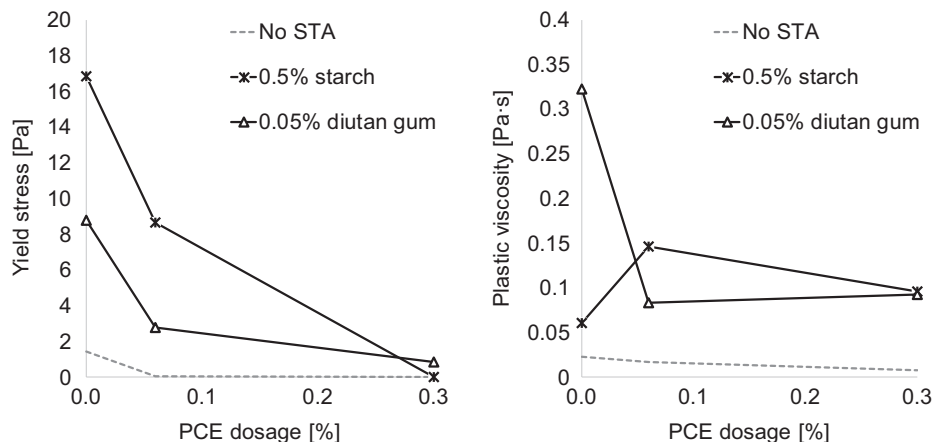 Yield stress [Pa]
20
18
16
14
12
10
8
6
4
2
0
No STA
0.5% starch
0.05% diutan gum
0.0
0.1
0.2
0.3
PCE dosage [%]
Plastic viscosity [Pa·s]
0.4
0.35
0.3
0.25
0.2
0.15
0.1
0.05
0
No STA
0.5% starch
0.05% diutan gum
0.0
0.1
0.2
0.3
PCE dosage [%]